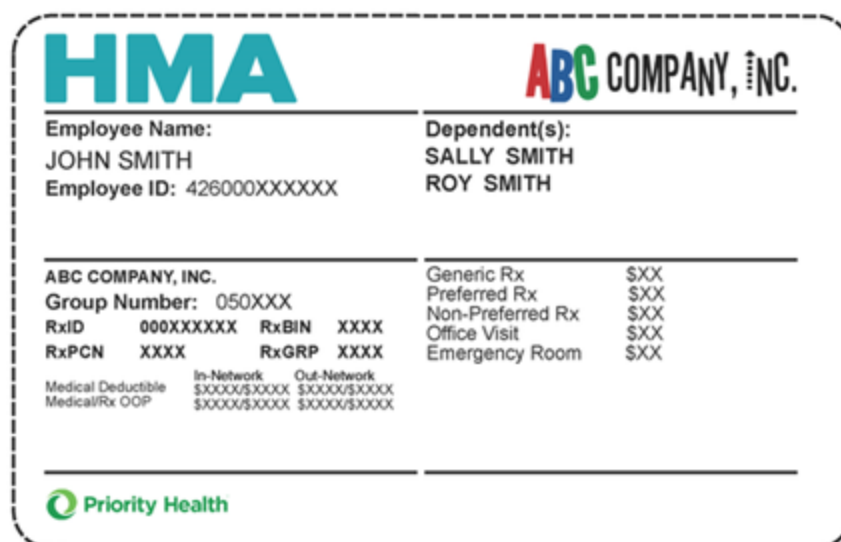 HMA
ABC COMPANY, INC.
Employee Name:
JOHN SMITH
Employee ID: 426000XXXXXX
Dependent(s):
SALLY SMITH
ROY SMITH
ABC COMPANY, INC.
Group Number: 050XXX
RxID 000XXXXXX RxBIN XXXX
RxPCN XXXX RxGRP XXXX
In-Network Out-Network
Medical Deductible $XXXX/$XXXX $XXXX/$XXXX
Medical/Rx OOP $XXXX/$XXXX $XXXX/$XXXX
Generic Rx $XX
Preferred Rx $XX
Non-Preferred Rx $XX
Office Visit $XX
Emergency Room $XX
Priority Health